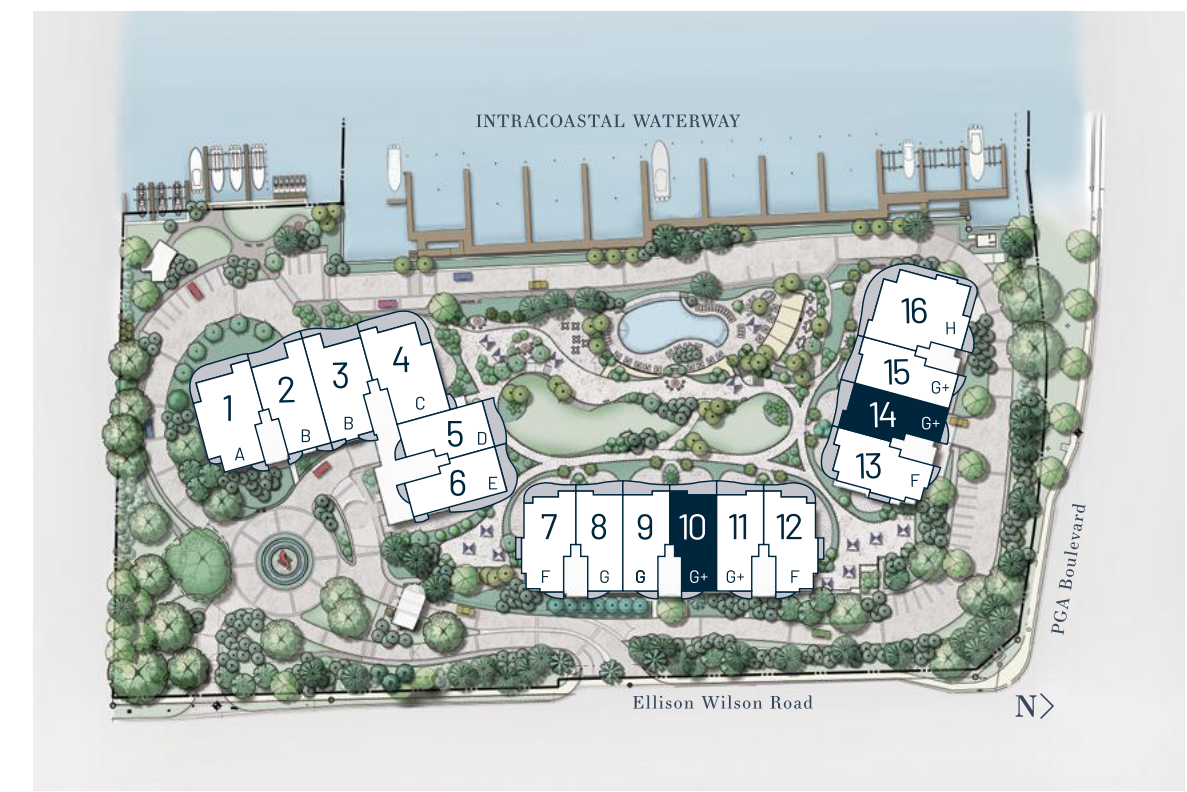 INTRACOASTAL WATERWAY
16
H
15
G+
14
G+
13
F
1
A
2
B
3
B
4
C
5
D
6
E
7
F
8
G
9
G
10
G+
11
G+
12
F
PGA Boulevard
Ellison Wilson Road
N